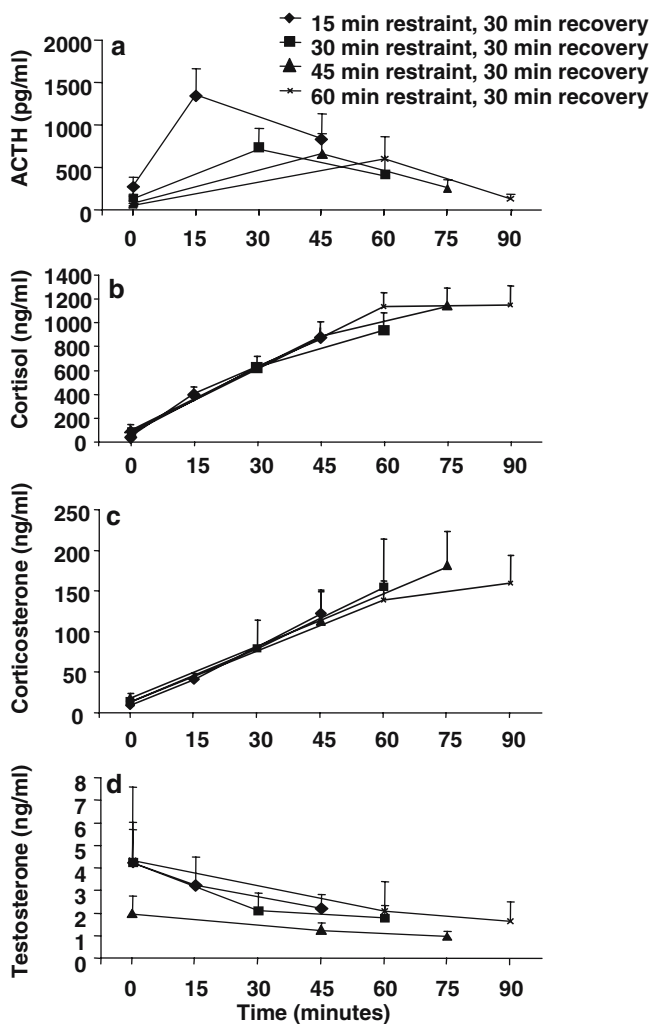 15 min restraint, 30 min recovery
30 min restraint, 30 min recovery
45 min restraint, 30 min recovery
60 min restraint, 30 min recovery
a
ACTH (pg/ml)
2000
1500
1000
500
0
0 15 30 45 60 75 90
b
Cortisol (ng/ml)
1400
1200
1000
800
600
400
200
0
0 15 30 45 60 75 90
c
Corticosterone (ng/ml)
250
200
150
100
50
0
0 15 30 45 60 75 90
d
Testosterone (ng/ml)
8
7
6
5
4
3
2
1
0
0 15 30 45 60 75 90
Time (minutes)